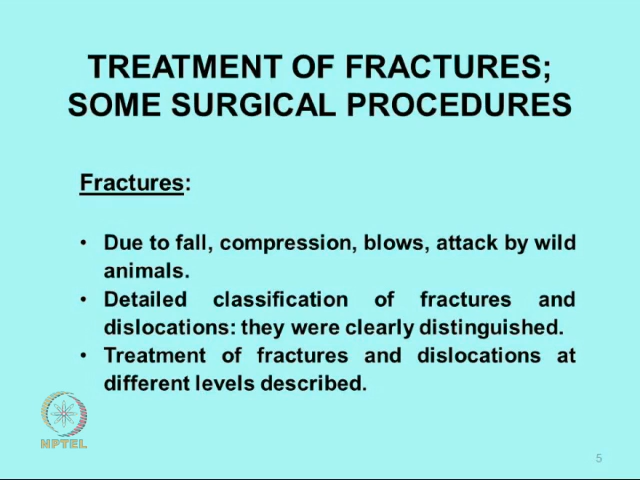 TREATMENT OF FRACTURES;
SOME SURGICAL PROCEDURES
Fractures:
• Due to fall, compression, blows, attack by wild
animals.
• Detailed classification of fractures and
dislocations: they were clearly distinguished.
• Treatment of fractures and dislocations at
different levels described.
NPTEL
5